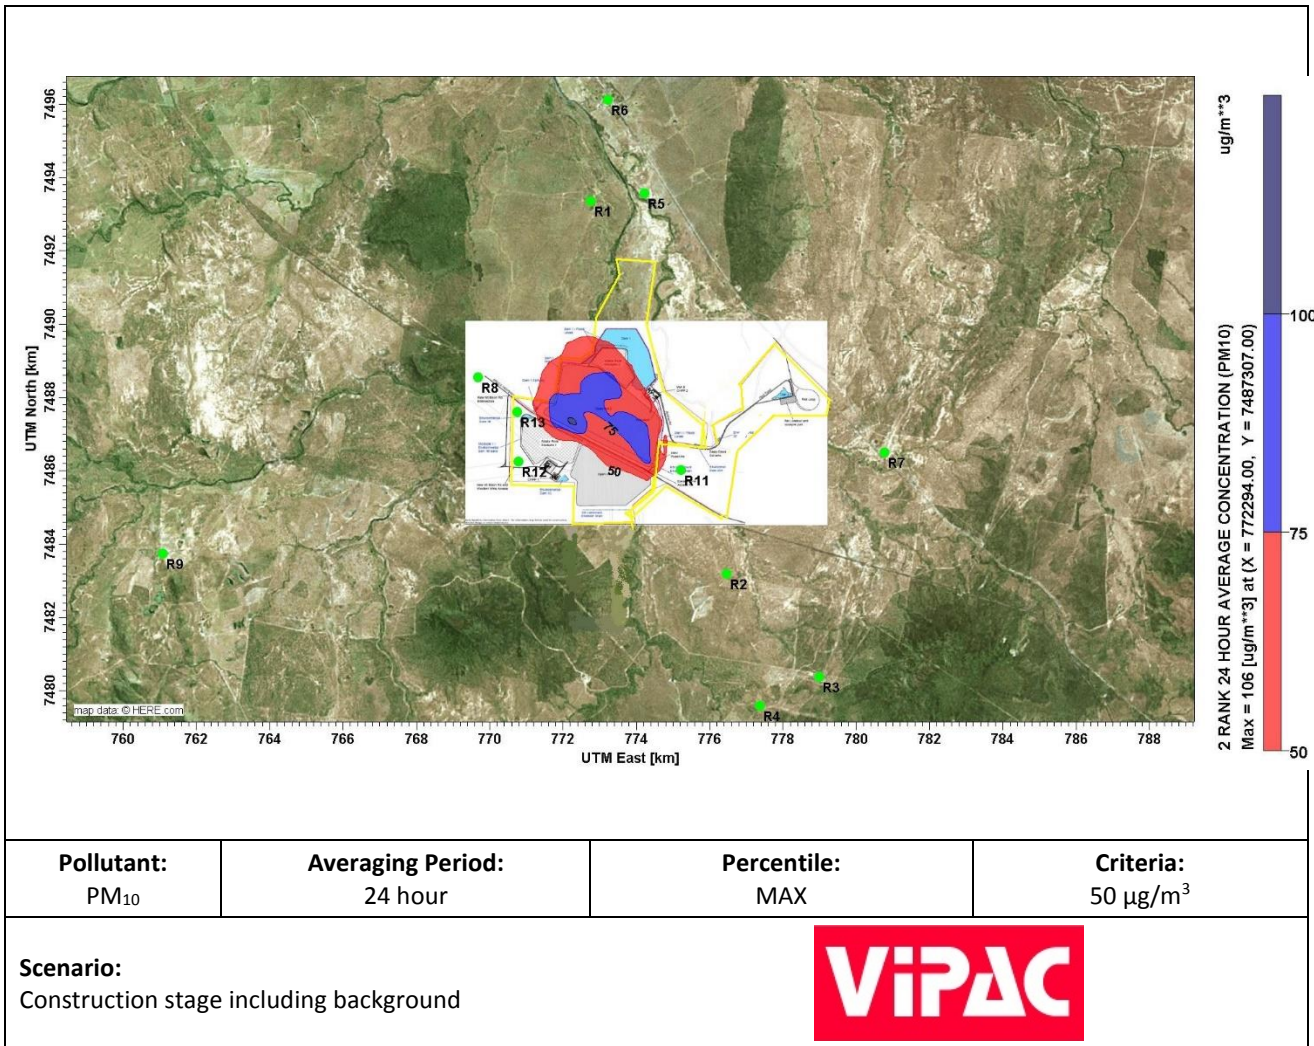 UTM North [km]
7496
7494
7492
7490
7488
7486
7484
7482
7480
R6
R5
R1
R8
R13
R12
R11
R7
R9
R2
R3
R4
75
50
map data: © HERE.com
760 762 764 766 768 770 772 774 776 778 780 782 784 786 788
UTM East [km]
ug/m**3
2 RANK 24 HOUR AVERAGE CONCENTRATION (PM10)
Max = 106 [ug/m**3] at (X = 772294.00, Y = 7487307.00)
100
75
50
Pollutant: Averaging Period: Percentile: Criteria:
PM10 24 hour MAX 50 µg/m3
Scenario:
Construction stage including background
ViPAC